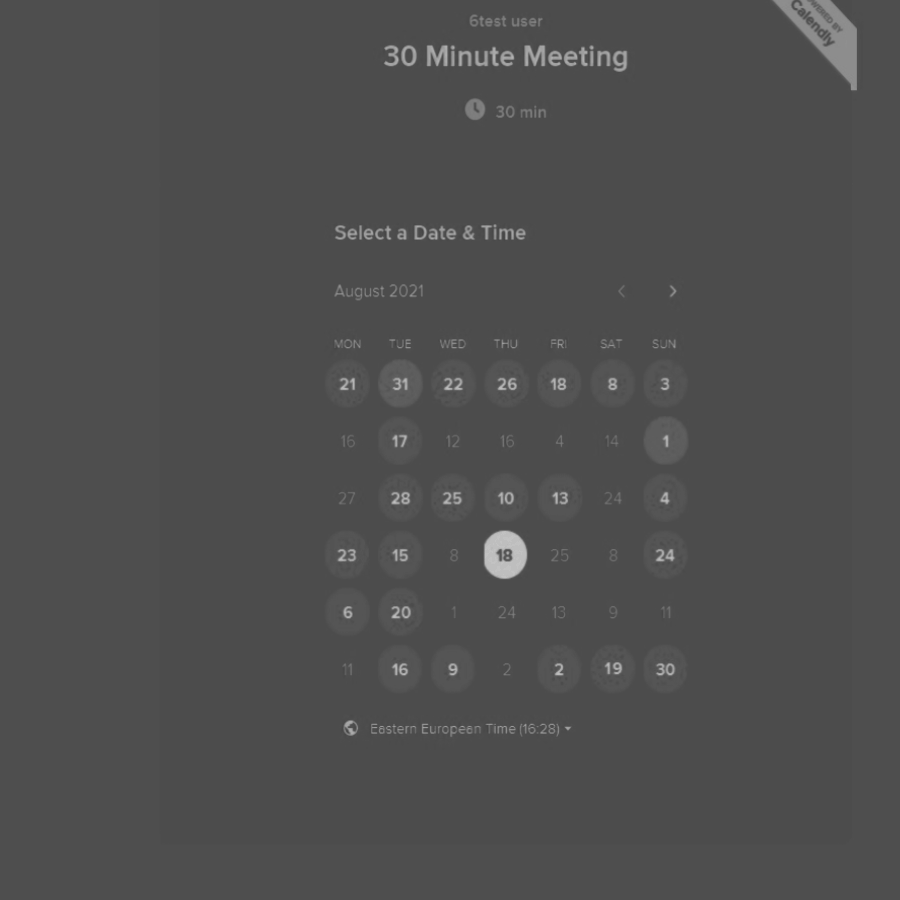 POWERED BY
Calendly
6test user
30 Minute Meeting
30 min
Select a Date & Time
August 2021
MON TUE WED THU FRI SAT SUN
21 31 22 26 18 8 3
16 17 12 16 4 14 1
27 28 25 10 13 24 4
23 15 8 18 25 8 24
6 20 1 24 13 9 11
11 16 9 2 2 19 30
Eastern European Time (16:28)